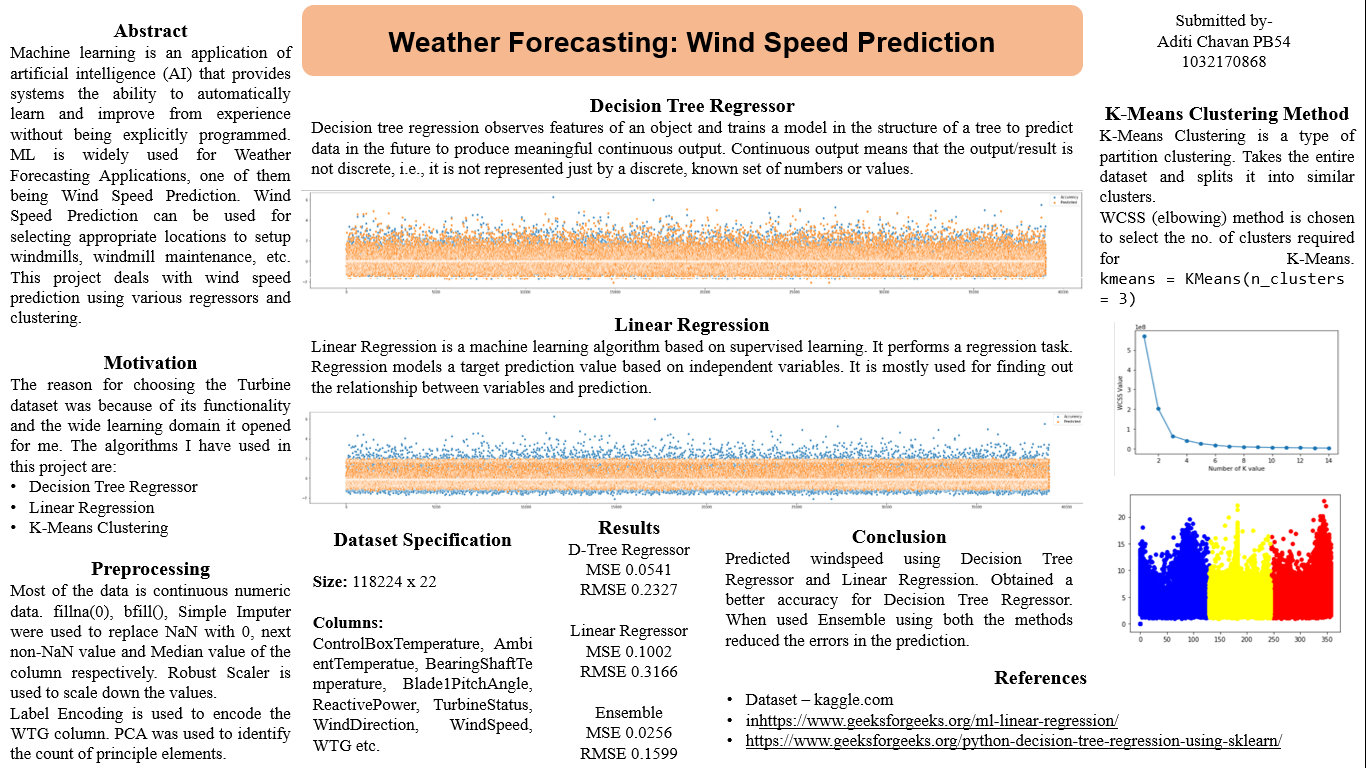 Weather Forecasting: Wind Speed Prediction
Submitted by-
Aditi Chavan PB54
1032170868
Abstract
Machine learning is an application of
artificial intelligence (AI) that provides
systems the ability to automatically
learn and improve from experience
without being explicitly programmed.
ML is widely used for Weather
Forecasting Applications, one of them
being Wind Speed Prediction. Wind
Speed Prediction can be used for
selecting appropriate locations to setup
windmills, windmill maintenance, etc.
This project deals with wind speed
prediction using various regressors and
clustering.
Motivation
The reason for choosing the Turbine
dataset was because of its functionality
and the wide learning domain it opened
for me. The algorithms I have used in
this project are:
• Decision Tree Regressor
• Linear Regression
• K-Means Clustering
Preprocessing
Most of the data is continuous numeric
data. fillna(0), bfill(), Simple Imputer
were used to replace NaN with 0, next
non-NaN value and Median value of the
column respectively. Robust Scaler is
used to scale down the values.
Label Encoding is used to encode the
WTG column. PCA was used to identify
the count of principle elements.
Decision Tree Regressor
Decision tree regression observes features of an object and trains a model in the structure of a tree to predict
data in the future to produce meaningful continuous output. Continuous output means that the output/result is
not discrete, i.e., it is not represented just by a discrete, known set of numbers or values.
Predicted
0 5000 10000 15000 20000 25000 30000 35000 40000
Linear Regression
Linear Regression is a machine learning algorithm based on supervised learning. It performs a regression task.
Regression models a target prediction value based on independent variables. It is mostly used for finding out
the relationship between variables and prediction.
Predicted
0 5000 10000 15000 20000 25000 30000 35000 40000
Dataset Specification
Size: 118224 x 22
Columns:
ControlBoxTemperature, Ambi
entTemperatue, BearingShaftTe
mperature, Blade1PitchAngle,
ReactivePower, TurbineStatus,
WindDirection, WindSpeed,
WTG etc.
Results
D-Tree Regressor
MSE 0.0541
RMSE 0.2327
Linear Regressor
MSE 0.1002
RMSE 0.3166
Ensemble
MSE 0.0256
RMSE 0.1599
Conclusion
Predicted windspeed using Decision Tree
Regressor and Linear Regression. Obtained a
better accuracy for Decision Tree Regressor.
When used Ensemble using both the methods
reduced the errors in the prediction.
References
• Dataset – kaggle.com
• inhttps://www.geeksforgeeks.org/ml-linear-regression/
• https://www.geeksforgeeks.org/python-decision-tree-regression-using-sklearn/
K-Means Clustering Method
K-Means Clustering is a type of
partition clustering. Takes the entire
dataset and splits it into similar
clusters.
WCSS (elbowing) method is chosen
to select the no. of clusters required
for K-Means.
kmeans = KMeans(n_clusters
= 3)
1e8
5
4
3
2
1
0
WCSS Value
2 4 6 8 10 12 14
Number of K value
20
15
10
5
0
0 50 100 150 200 250 300 350